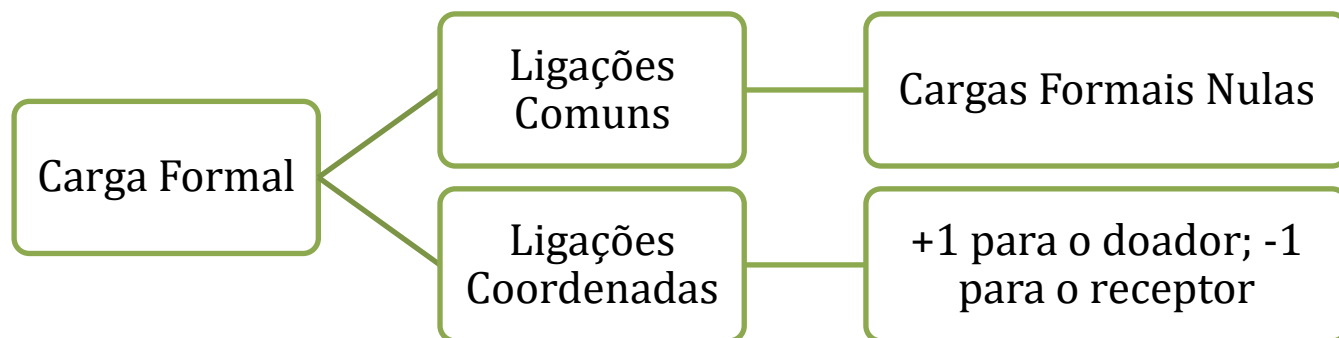 Carga Formal
Ligações
Comuns
Cargas Formais Nulas
Ligações
Coordenadas
+1 para o doador; -1
para o receptor